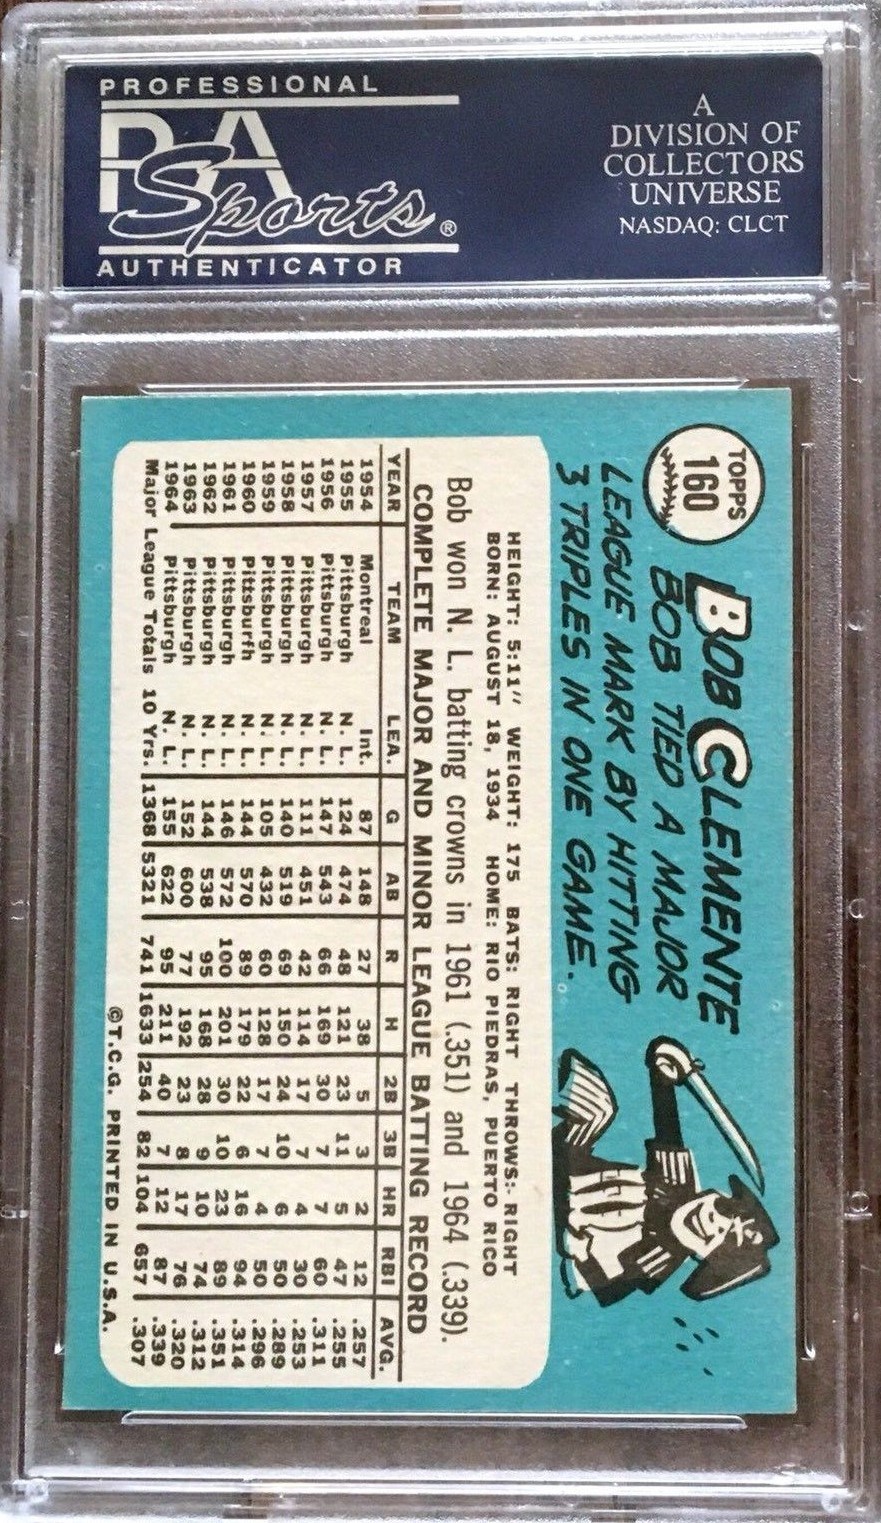 PROFESSIONAL
PSA
Sports®
AUTHENTICATOR
A
DIVISION OF
COLLECTORS
UNIVERSE
NASDAQ: CLCT
TOPPS
160
BOB CLEMENTE
BOB TIED A MAJOR
LEAGUE MARK BY HITTING
3 TRIPLES IN ONE GAME.
HEIGHT: 5:11" WEIGHT: 175 BATS: RIGHT THROWS: RIGHT
BORN: AUGUST 18, 1934 HOME: RIO PIEDRAS, PUERTO RICO
Bob won N. L. batting crowns in 1961 (.351) and 1964 (.339).
COMPLETE MAJOR AND MINOR LEAGUE BATTING RECORD
YEAR TEAM LEA. G AB R H 2B 3B HR RBI AVG.
1954 Montreal Int. 87 148 27 38 5 3 2 12 .257
1955 Pittsburgh N. L. 124 474 48 121 23 11 5 47 .255
1956 Pittsburgh N. L. 147 543 66 169 30 7 7 60 .311
1957 Pittsburgh N. L. 111 451 42 114 17 7 4 30 .253
1958 Pittsburgh N. L. 140 519 69 150 24 10 6 50 .289
1959 Pittsburgh N. L. 105 432 60 128 17 7 4 50 .296
1960 Pittsburfh N. L. 144 570 89 179 22 6 16 94 .314
1961 Pittsburgh N. L. 146 572 100 201 30 10 23 89 .351
1962 Pittsburgh N. L. 144 538 95 168 28 9 10 74 .312
1963 Pittsburgh N. L. 152 600 77 192 23 8 17 76 .320
1964 Pittsburgh N. L. 155 622 95 211 40 7 12 87 .339
Major League Totals 10 Yrs. 1368 5321 741 1633 254 82 104 657 .307
©T.C.G. PRINTED IN U.S.A.